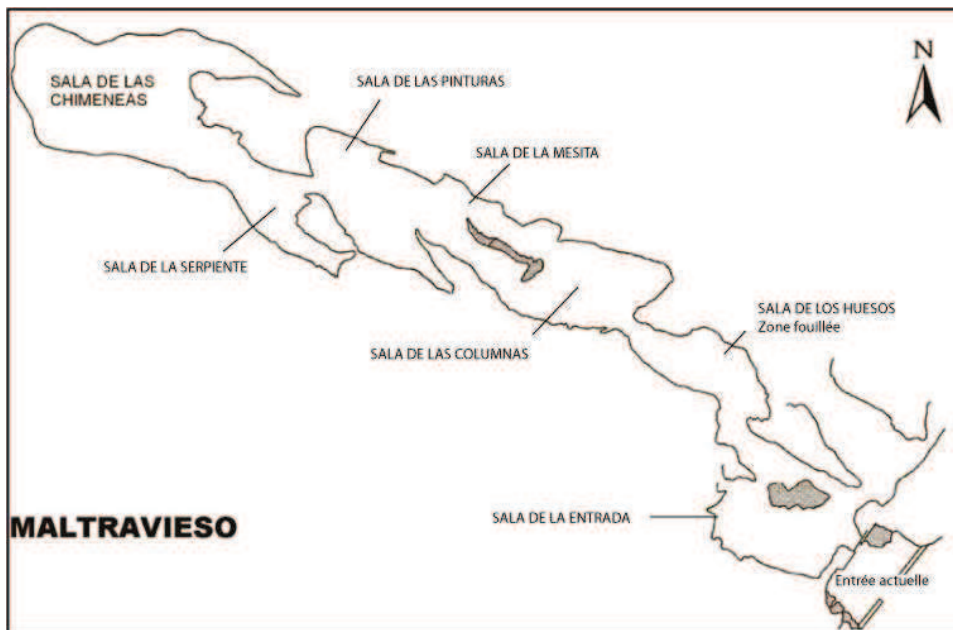 N
SALA DE LAS
CHIMENEAS
SALA DE LAS PINTURAS
SALA DE LA MESITA
SALA DE LA SERPIENTE
SALA DE LOS HUESOS
Zone fouillée
SALA DE LAS COLUMNAS
SALA DE LA ENTRADA
MALTRAVIESO
Entrée actuelle